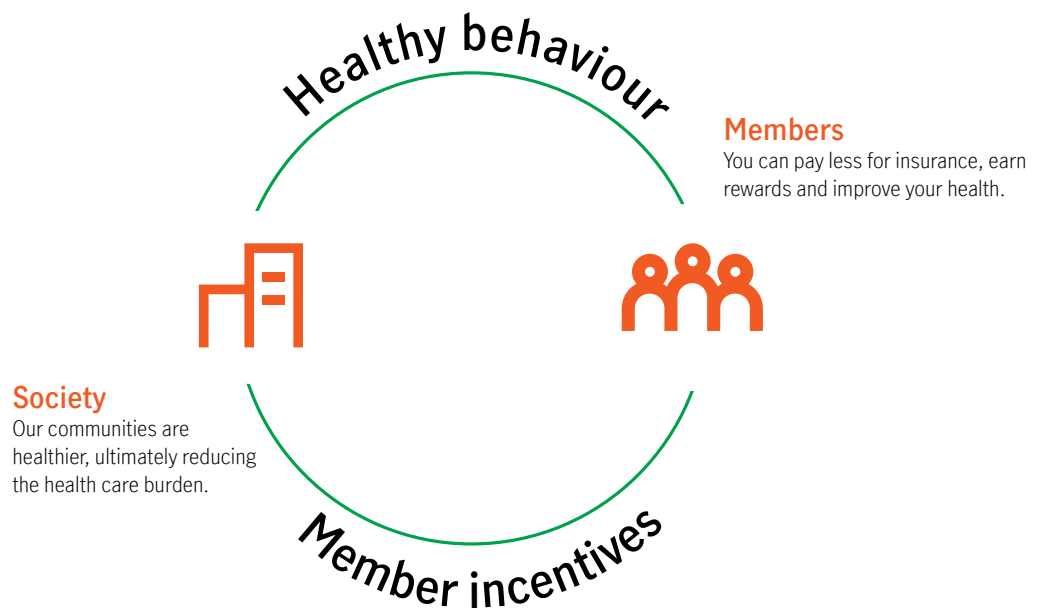 Healthy behaviour
Members
You can pay less for insurance, earn
rewards and improve your health.
Society
Our communities are
healthier, ultimately reducing
the health care burden.
Member incentives